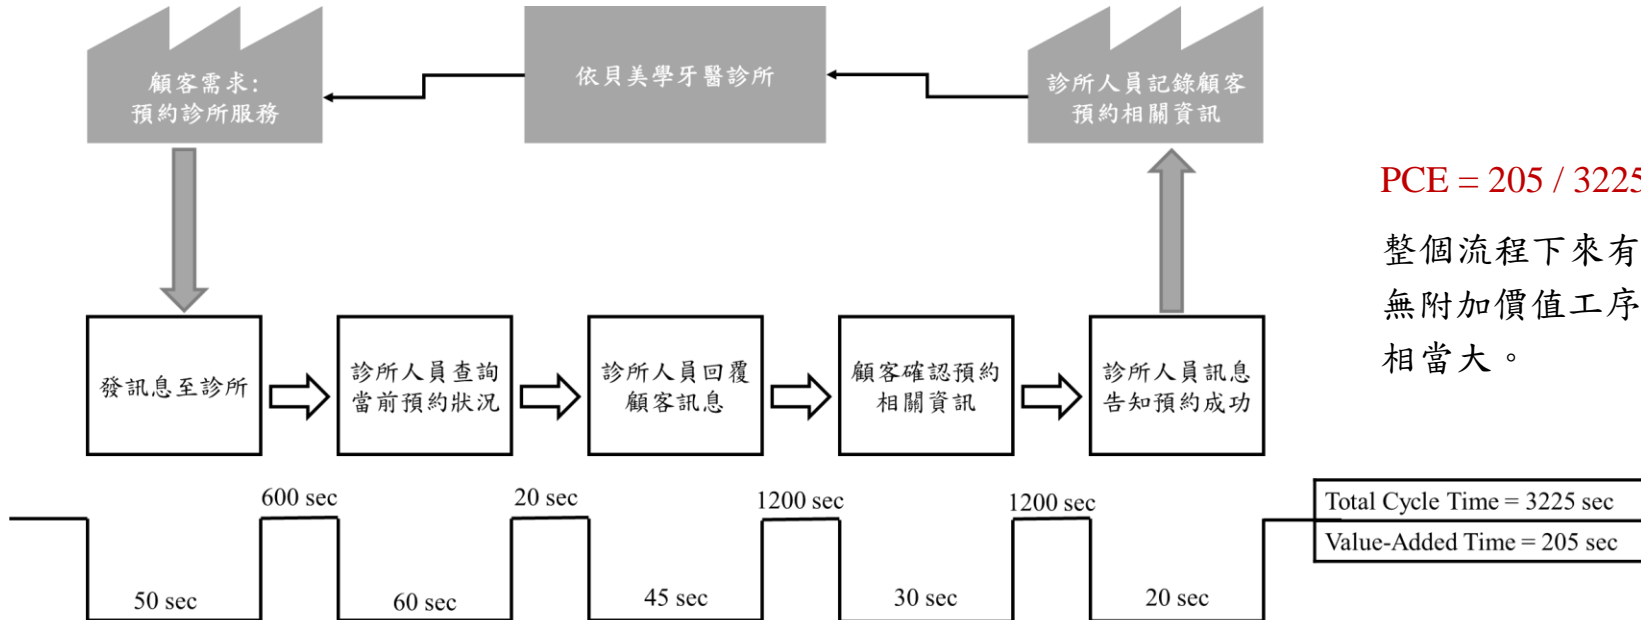 顧客需求:
預約診所服務
依貝美學牙醫診所
診所人員記錄顧客
預約相關資訊
PCE = 205 / 3225
整個流程下來有
無附加價值工序
相當大。
發訊息至診所
診所人員查詢
當前預約狀況
診所人員回覆
顧客訊息
顧客確認預約
相關資訊
診所人員訊息
告知預約成功
600 sec
20 sec
1200 sec
1200 sec
50 sec
60 sec
45 sec
30 sec
20 sec
Total Cycle Time = 3225 sec
Value-Added Time = 205 sec